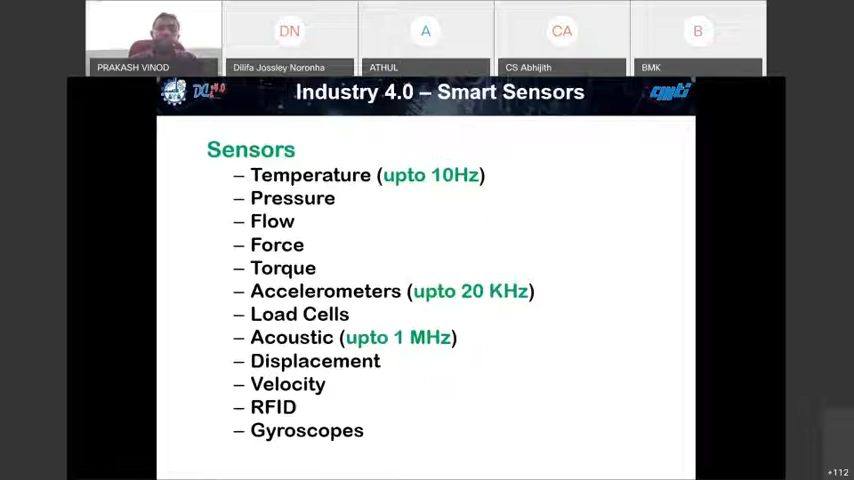 DN
A
CA
B
PRAKASH VINOD
Dilifa Jossley Noronha
ATHUL
CS Abhijith
BMK
Industry 4.0 – Smart Sensors
cmti
Sensors
– Temperature (upto 10Hz)
– Pressure
– Flow
– Force
– Torque
– Accelerometers (upto 20 KHz)
– Load Cells
– Acoustic (upto 1 MHz)
– Displacement
– Velocity
– RFID
– Gyroscopes
+112